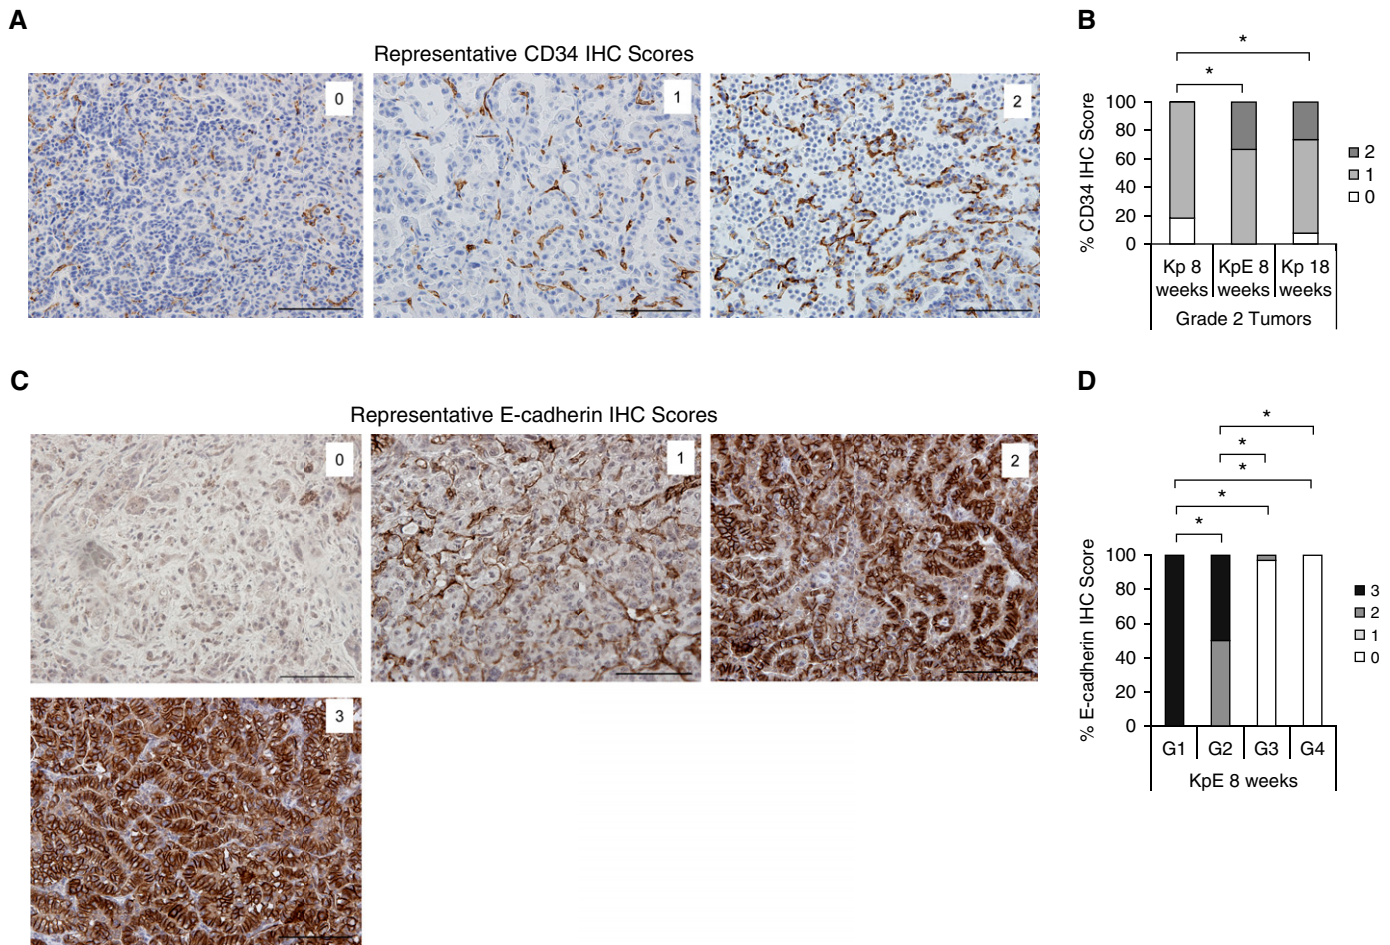 A
Representative CD34 IHC Scores
0
1
2
B
*
*
% CD34 IHC Score
100
80
60
40
20
0
2
1
0
Kp 8 weeks
KpE 8 weeks
Kp 18 weeks
Grade 2 Tumors
C
Representative E-cadherin IHC Scores
0
1
2
3
D
*
*
*
*
*
% E-cadherin IHC Score
100
80
60
40
20
0
3
2
1
0
G1 G2 G3 G4
KpE 8 weeks